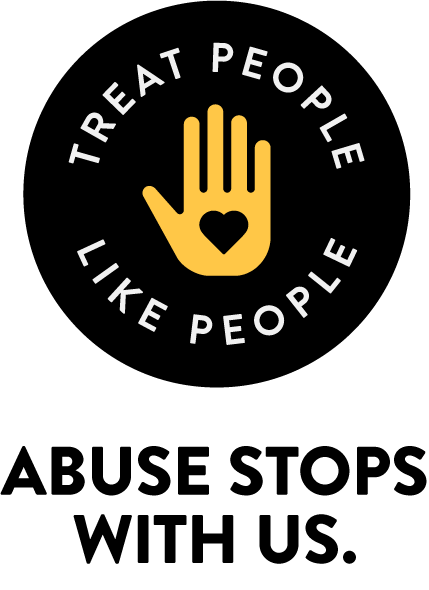 TREAT PEOPLE
LIKE PEOPLE
ABUSE STOPS
WITH US.